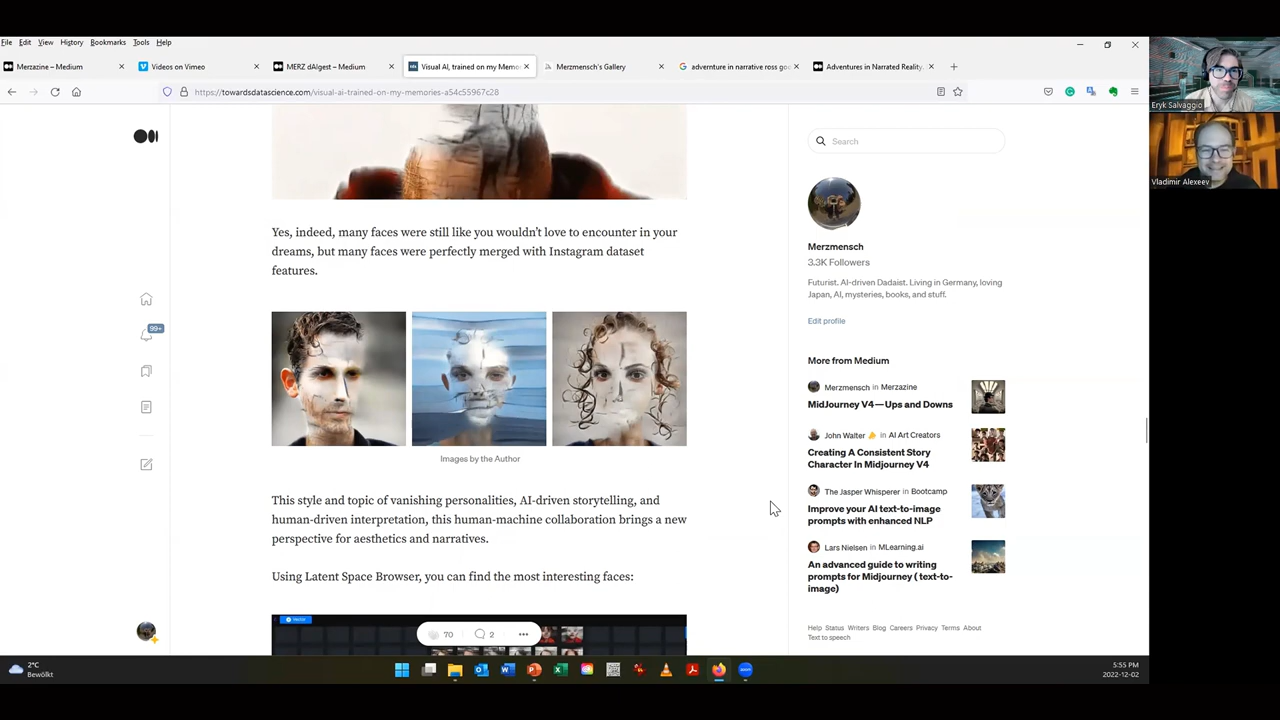 File Edit View History Bookmarks Tools Help
Merzazine – Medium
Videos on Vimeo
MERZ dAIgest – Medium
Visual AI, trained on my Memo
Merzmensch's Gallery
advernture in narrative ross goo
Adventures in Narrated Reality.
https://towardsdatascience.com/visual-ai-trained-on-my-memories-a54c55967c28
Eryk Salvaggio
Vladimir Alexeev
Search
Yes, indeed, many faces were still like you wouldn't love to encounter in your
dreams, but many faces were perfectly merged with Instagram dataset
features.
Images by the Author
This style and topic of vanishing personalities, AI-driven storytelling, and
human-driven interpretation, this human-machine collaboration brings a new
perspective for aesthetics and narratives.
Using Latent Space Browser, you can find the most interesting faces:
70
2
99+
Merzmensch
3.3K Followers
Futurist. AI-driven Dadaist. Living in Germany, loving
Japan, AI, mysteries, books, and stuff.
Edit profile
More from Medium
Merzmensch in Merzazine
MidJourney V4—Ups and Downs
John Walter in AI Art Creators
Creating A Consistent Story
Character In Midjourney V4
The Jasper Whisperer in Bootcamp
Improve your AI text-to-image
prompts with enhanced NLP
Lars Nielsen in MLearning.ai
An advanced guide to writing
prompts for Midjourney ( text-to-
image)
Help Status Writers Blog Careers Privacy Terms About
Text to speech
2°C
Bewölkt
5:55 PM
2022-12-02